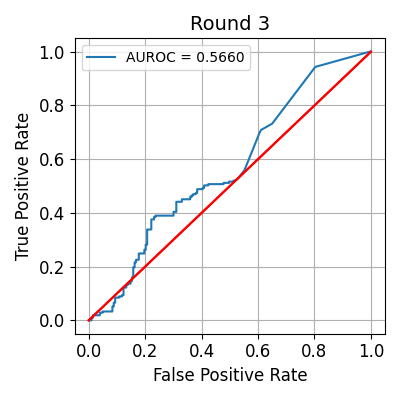 Round 3
AUROC = 0.5660
True Positive Rate
1.0
0.8
0.6
0.4
0.2
0.0
0.0 0.2 0.4 0.6 0.8 1.0
False Positive Rate